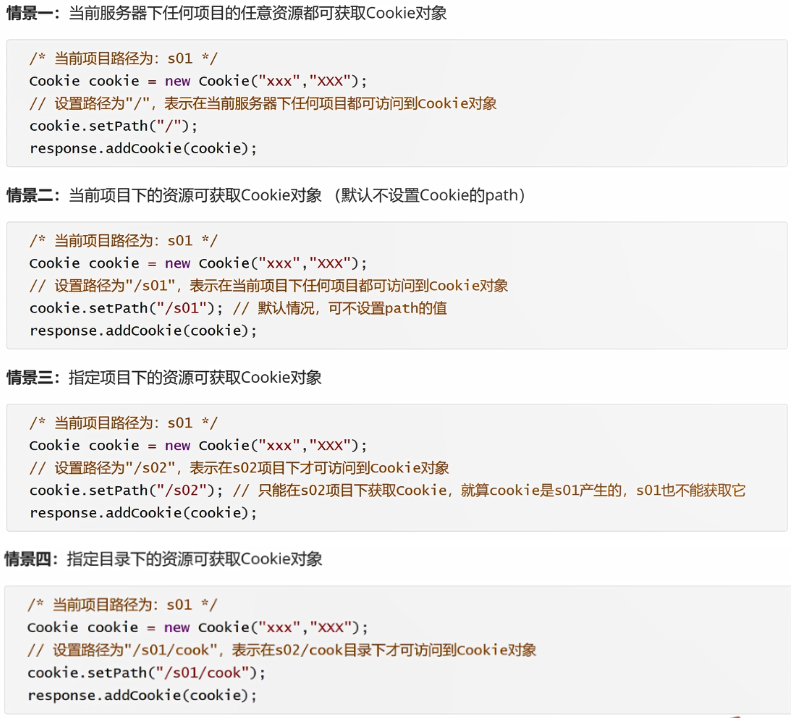 情景一：当前服务器下任何项目的任意资源都可获取Cookie对象
/* 当前项目路径为：s01 */
Cookie cookie = new Cookie("xxx","XXX");
// 设置路径为"/"，表示在当前服务器下任何项目都可访问到Cookie对象
cookie.setPath("/");
response.addCookie(cookie);
情景二：当前项目下的资源可获取Cookie对象 （默认不设置Cookie的path）
/* 当前项目路径为：s01 */
Cookie cookie = new Cookie("xxx","XXX");
// 设置路径为"/s01"，表示在当前项目下任何项目都可访问到Cookie对象
cookie.setPath("/s01"); // 默认情况，可不设置path的值
response.addCookie(cookie);
情景三：指定项目下的资源可获取Cookie对象
/* 当前项目路径为：s01 */
Cookie cookie = new Cookie("xxx","XXX");
// 设置路径为"/s02"，表示在s02项目下才可访问到Cookie对象
cookie.setPath("/s02"); // 只能在s02项目下获取Cookie，就算cookie是s01产生的，s01也不能获取它
response.addCookie(cookie);
情景四：指定目录下的资源可获取Cookie对象
/* 当前项目路径为：s01 */
Cookie cookie = new Cookie("xxx","XXX");
// 设置路径为"/s01/cook"，表示在s02/cook目录下才可访问到Cookie对象
cookie.setPath("/s01/cook");
response.addCookie(cookie);